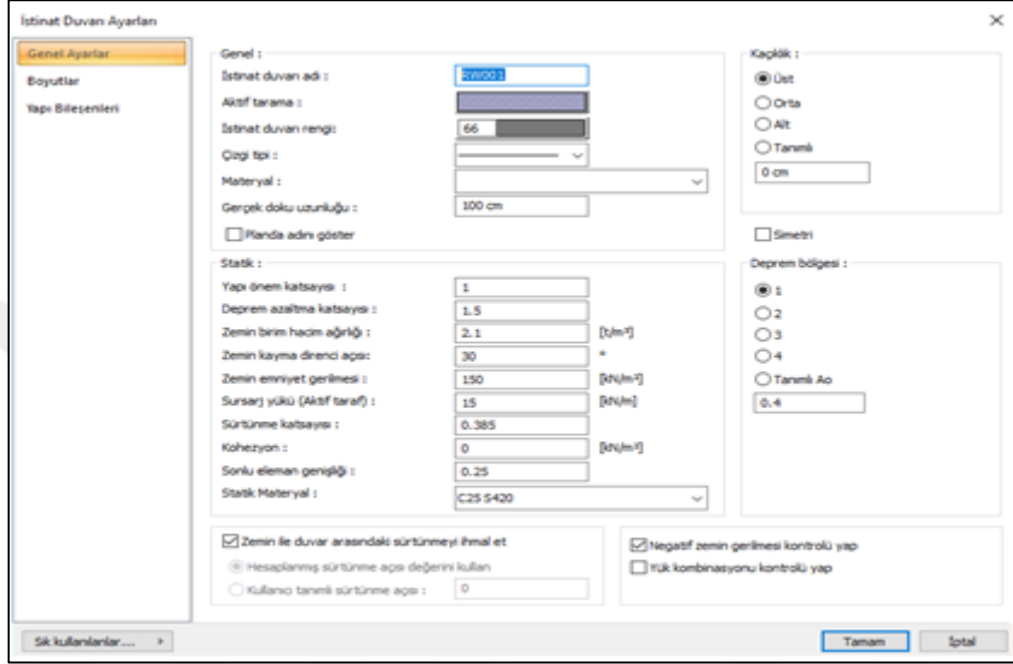 İstinat Duvarı Ayarları
Genel Ayarlar
Boyutlar
Yapı Bileşenleri
Genel :
İstinat duvarı adı : RW001
Aktif tarama :
İstinat duvarı rengi: 66
Çizgi tipi :
Materyal :
Gerçek doku uzunluğu : 100 cm
Planda adını göster
Kaçıklık :
Üst
Orta
Alt
Tanımlı
0 cm
Simetri
Statik :
Yapı önem katsayısı : 1
Deprem azaltma katsayısı : 1.5
Zemin birim hacim ağırlığı : 2.1 [t/m³]
Zemin kayma direnci açısı: 30 °
Zemin emniyet gerilmesi : 150 [kN/m²]
Sursarj yükü (Aktif taraf) : 15 [kN/m]
Sürtünme katsayısı : 0.385
Kohezyon : 0
Sonlu eleman genişliği : 0.25
Statik Materyal : C25 S420
Deprem bölgesi :
1
2
3
4
Tanımlı Ao
0.4
Zemin ile duvar arasındaki sürtünmeyi ihmal et
Hesaplanmış sürtünme açısı değerini kullan
Kullanıcı tanımlı sürtünme açısı : 0
Negatif zemin gerilmesi kontrolü yap
Yük kombinasyonu kontrolü yap
Sık kullanılanlar....
Tamam
İptal